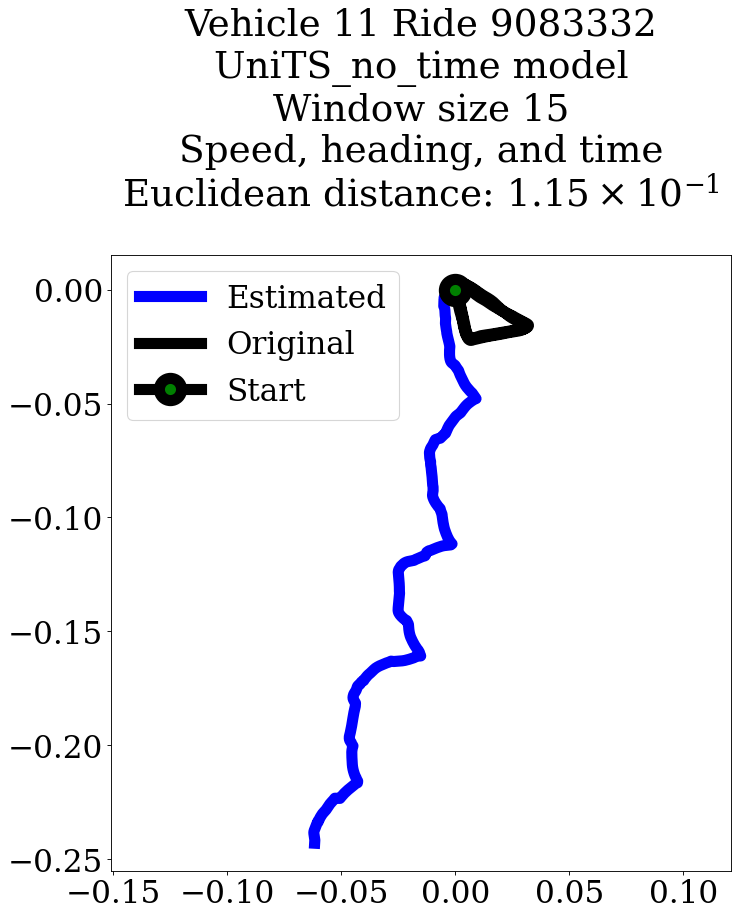 Vehicle 11 Ride 9083332
UniTS_no_time model
Window size 15
Speed, heading, and time
Euclidean distance: 1.15 × 10⁻¹
Estimated
Original
Start
0.00
−0.05
−0.10
−0.15
−0.20
−0.25
−0.15 −0.10 −0.05 0.00 0.05 0.10